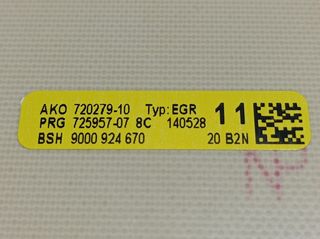 AKO 720279-10 Typ:EGR 11
PRG 725957-07 8C 140528
BSH 9000 924 670 20 B2N